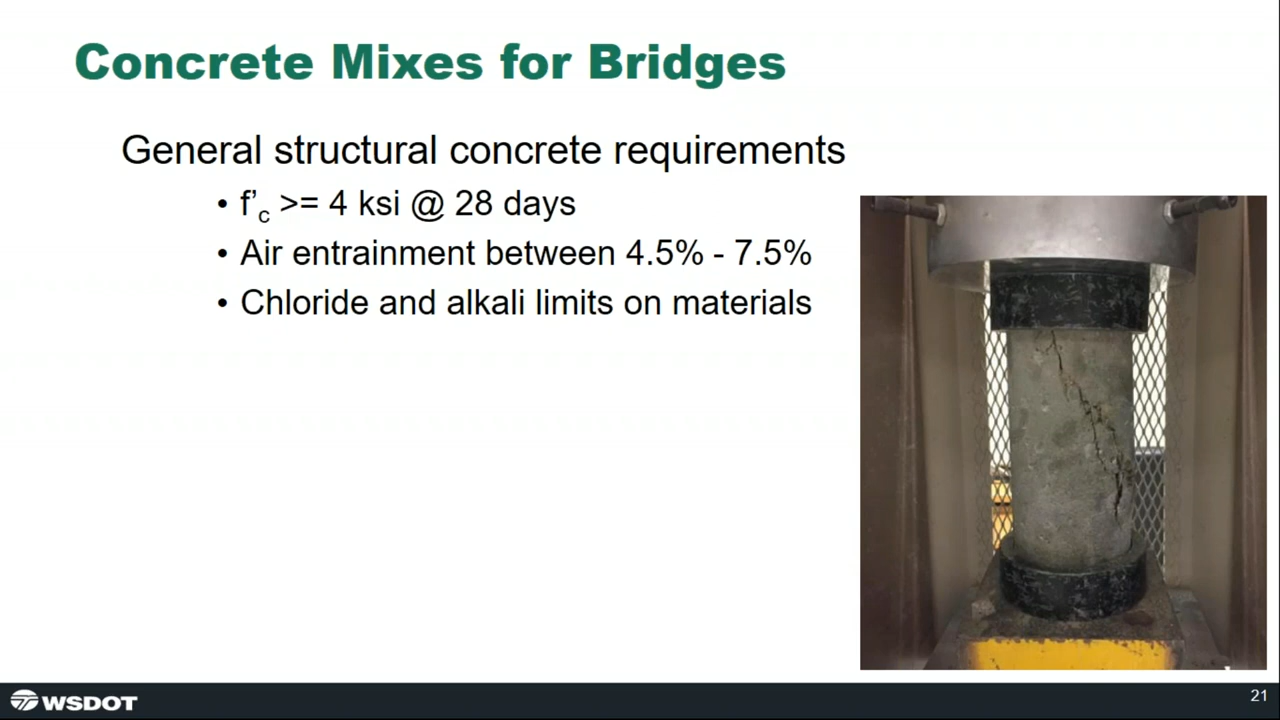 Concrete Mixes for Bridges
General structural concrete requirements
• f'c >= 4 ksi @ 28 days
• Air entrainment between 4.5% - 7.5%
• Chloride and alkali limits on materials
WSDOT
21